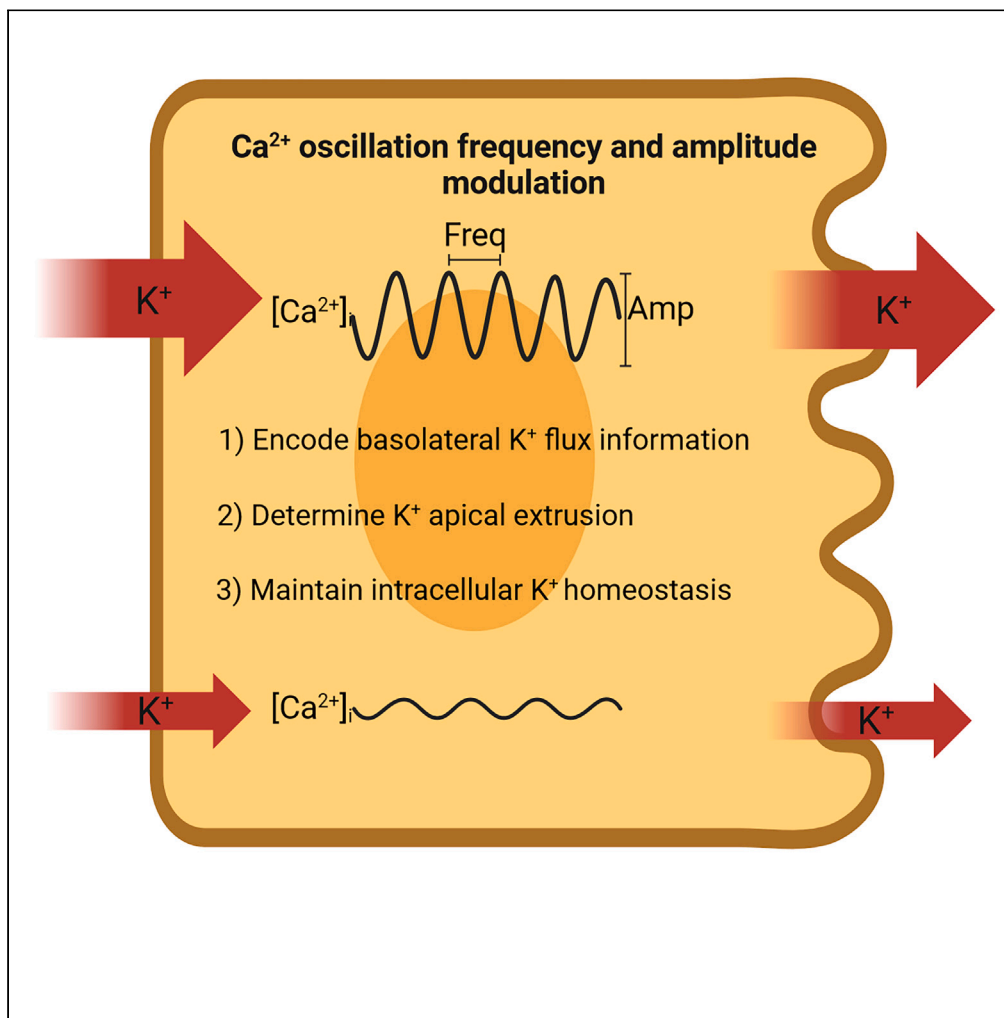 Ca²⁺ oscillation frequency and amplitude
modulation
Freq
K⁺
[Ca²⁺]ᵢ
Amp
K⁺
1) Encode basolateral K⁺ flux information
2) Determine K⁺ apical extrusion
3) Maintain intracellular K⁺ homeostasis
K⁺
[Ca²⁺]ᵢ
K⁺